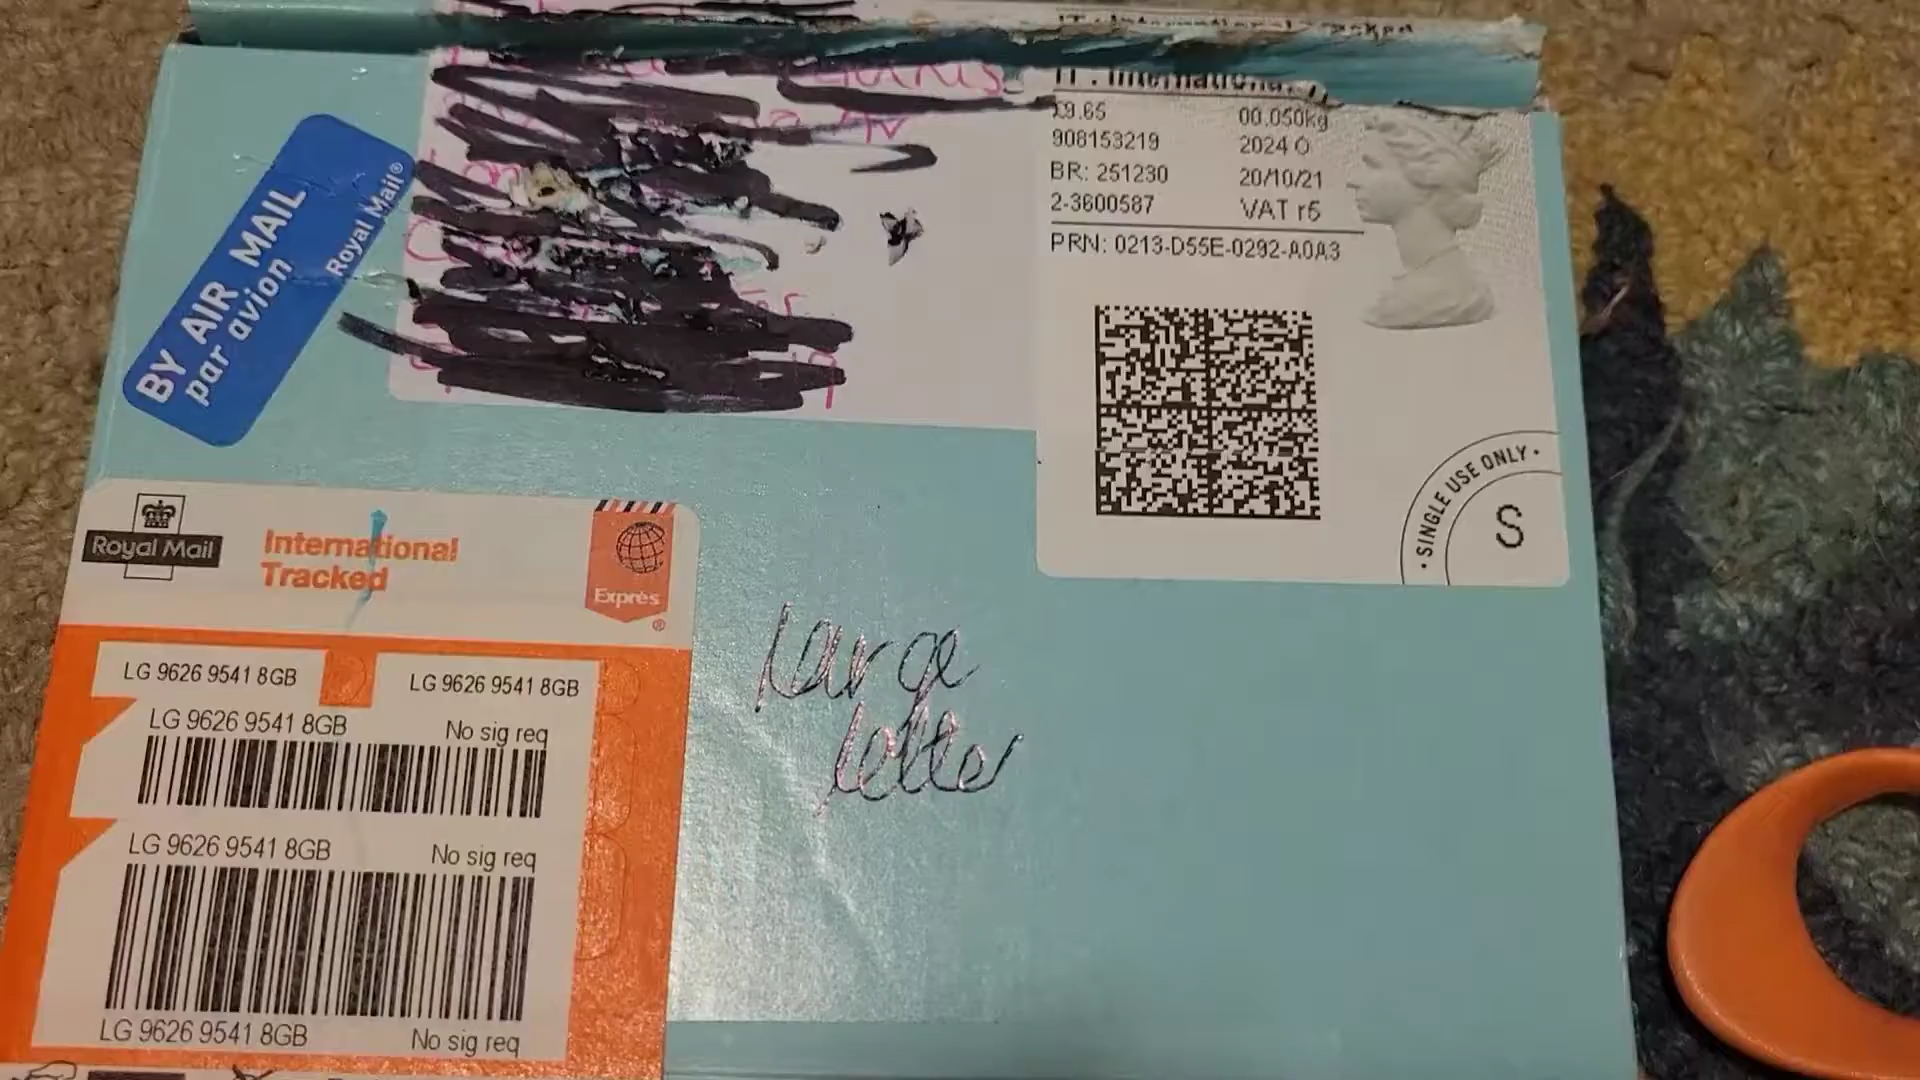 BY AIR MAIL
par avion
Royal Mail®
£9.65 00.050kg
908153219 2024 O
BR: 251230 20/10/21
2-3600587 VAT r5
PRN: 0213-D55E-0292-A0A3
• SINGLE USE ONLY •
S
Royal Mail
International
Tracked
Exprès
®
LG 9626 9541 8GB LG 9626 9541 8GB
LG 9626 9541 8GB No sig req
LG 9626 9541 8GB No sig req
LG 9626 9541 8GB No sig req
Large
letter